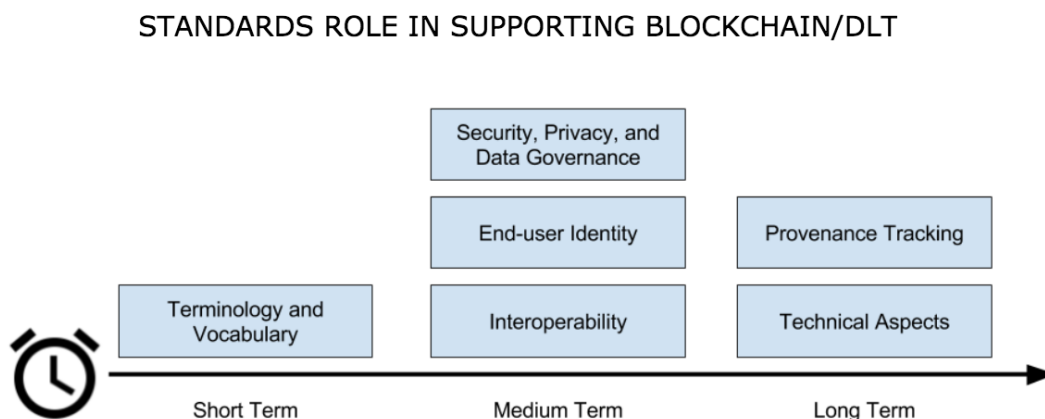 STANDARDS ROLE IN SUPPORTING BLOCKCHAIN/DLT
Security, Privacy, and
Data Governance
End-user Identity
Provenance Tracking
Terminology and
Vocabulary
Interoperability
Technical Aspects
Short Term
Medium Term
Long Term